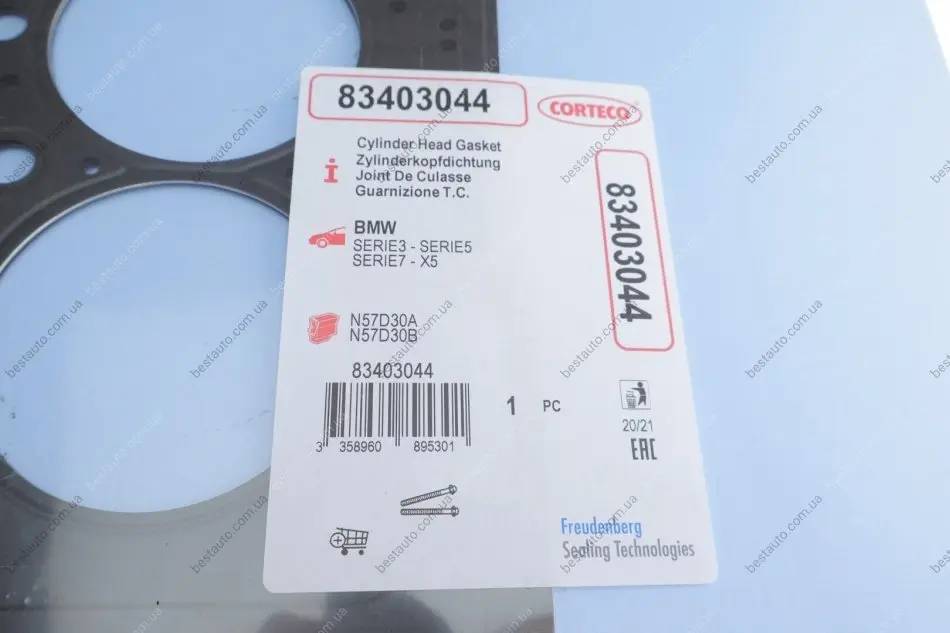 83403044
CORTECO
Cylinder Head Gasket
Zylinderkopfdichtung
Joint De Culasse
Guarnizione T.C.
83403044
BMW
SERIE3 - SERIE5
SERIE7 - X5
N57D30A
N57D30B
83403044
1 PC
3 358960 895301
20/21
EAC
Freudenberg
Sealing Technologies
bestauto.com.ua